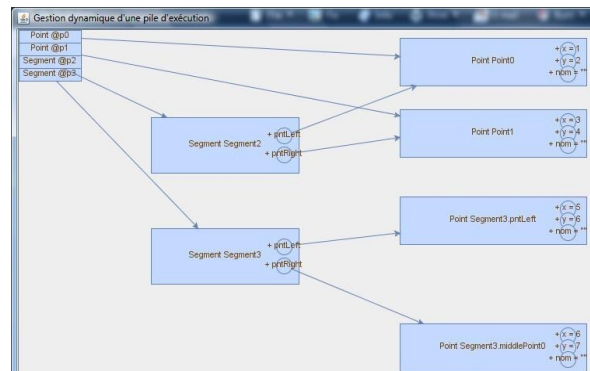 Gestion dynamique d'une pile d'exécution
Point @p0
Point @p1
Segment @p2
Segment @p3
Point Point0
+ x = 1
+ y = 2
+ nom = ""
Point Point1
+ x = 3
+ y = 4
+ nom = ""
Segment Segment2
+ pntLeft
+ pntRight
Point Segment3.pntLeft
+ x = 5
+ y = 6
+ nom = ""
Segment Segment3
+ pntLeft
+ pntRight
Point Segment3.middlePoint0
+ x = 6
+ y = 7
+ nom = ""